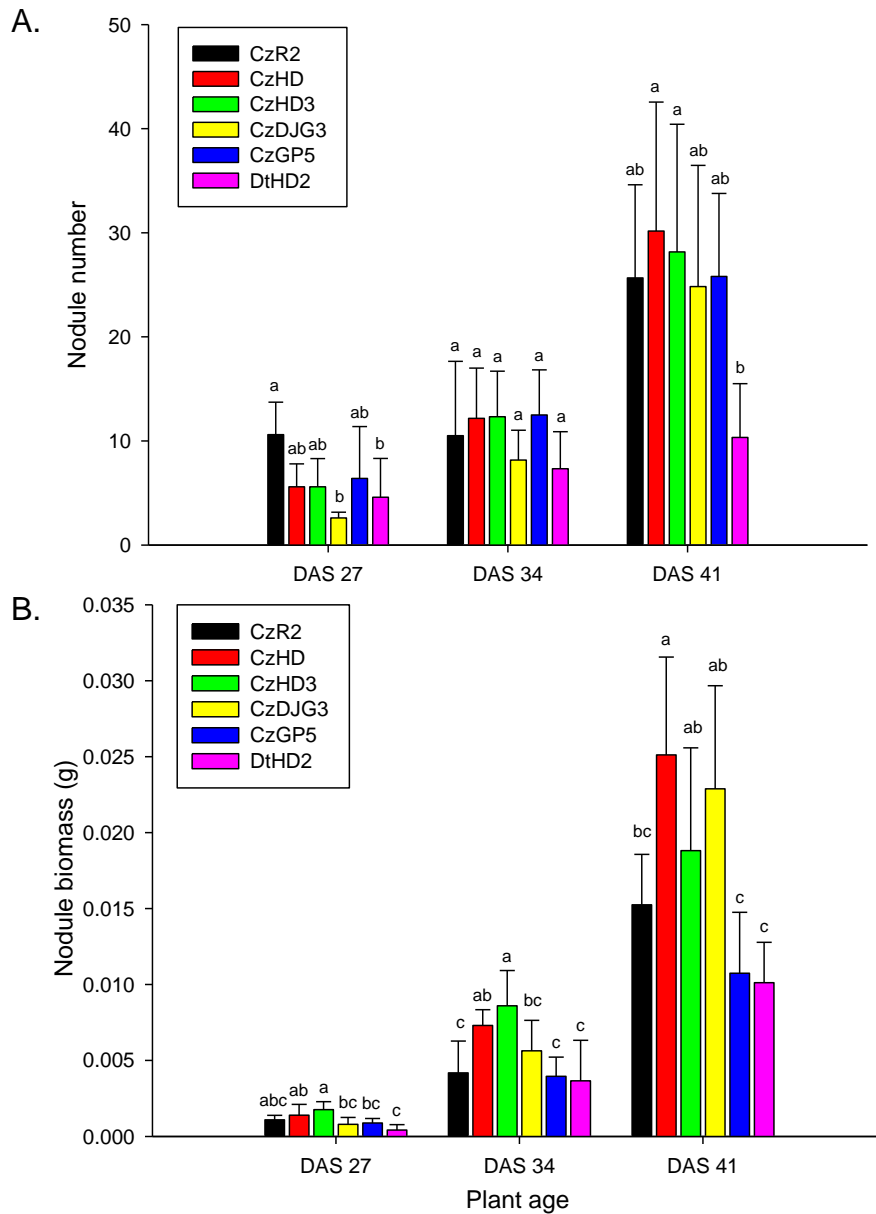 A.
50
40
30
20
10
0
Nodule number
CzR2
CzHD
CzHD3
CzDJG3
CzGP5
DtHD2
a
ab
ab
b
ab
b
a
a
a
a
a
a
ab
a
a
ab
ab
b
DAS 27
DAS 34
DAS 41
B.
0.035
0.030
0.025
0.020
0.015
0.010
0.005
0.000
Nodule biomass (g)
CzR2
CzHD
CzHD3
CzDJG3
CzGP5
DtHD2
abc
ab
a
bc
bc
c
c
ab
a
bc
c
c
bc
a
ab
ab
c
c
DAS 27
DAS 34
DAS 41
Plant age